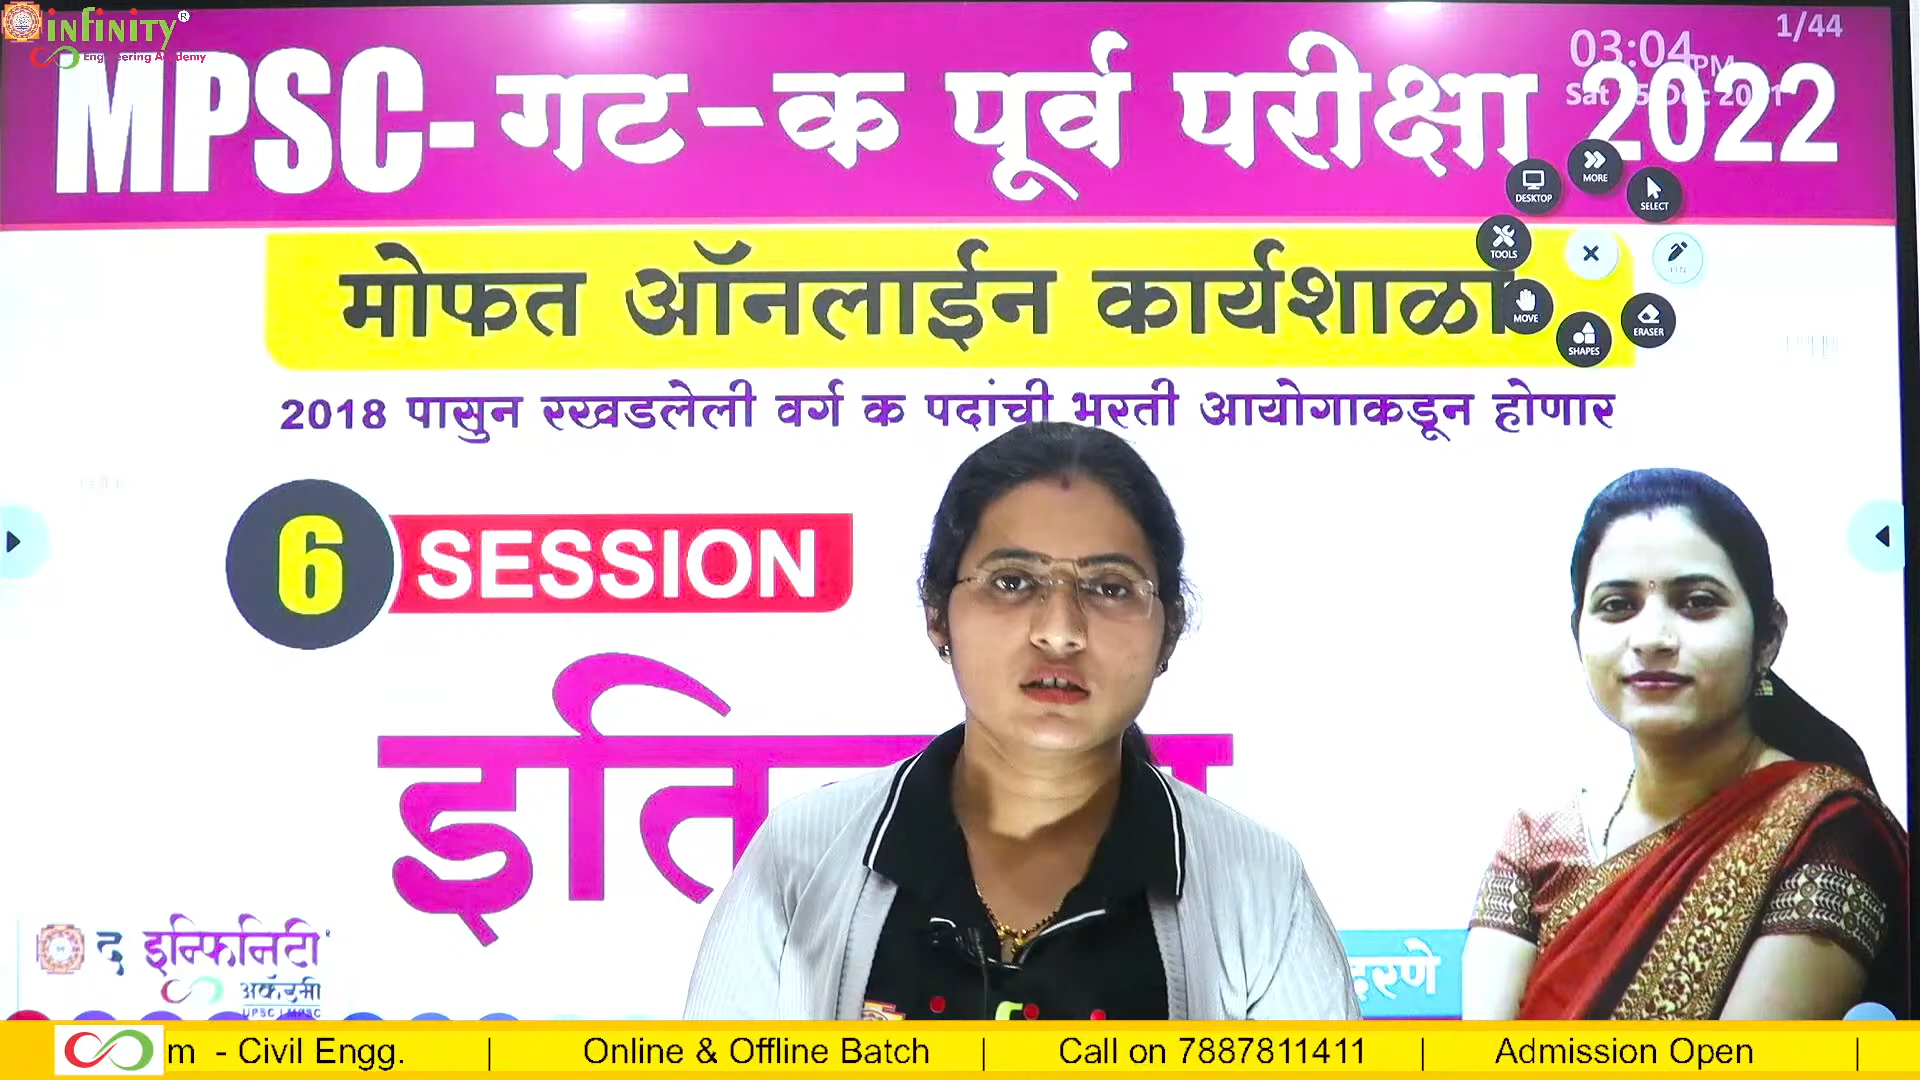 infinity®
Engineering Academy
1/44
03:04 PM
MPSC-गट-क पूर्व परीक्षा 2022
DESKTOP
MORE
SELECT
TOOLS
MOVE
SHAPES
ERASER
मोफत ऑनलाईन कार्यशाळा
2018 पासुन रखडलेली वर्ग क पदांची भरती आयोगाकडून होणार
6 SESSION
द इन्फिनिटी
अकॅडमी
UPSC | MPSC
m - Civil Engg. | Online & Offline Batch | Call on 7887811411 | Admission Open |